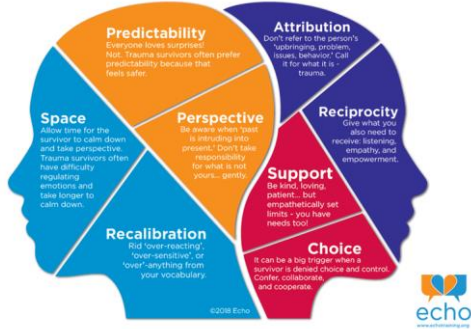 Predictability
Everyone loves surprises!
Not. Trauma survivors often prefer
predictability because that
feels safer.
Attribution
Don't refer to the person's
'upbringing, problem,
issues, behavior.' Call
it for what it is -
trauma.
Space
Allow time for the
survivor to calm down
and take perspective.
Trauma survivors often
have difficulty
regulating
emotions and
take longer to
calm down.
Perspective
Be aware when 'past
is intruding into
present.' Don't take
responsibility
for what is not
yours... gently.
Reciprocity
Give what you
also need to
receive: listening,
empathy, and
empowerment.
Support
Be kind, loving,
patient... but
empathetically set
limits - you have
needs too!
Recalibration
Rid 'over-reacting',
'over-sensitive', or
'over'-anything from
your vocabulary.
Choice
It can be a big trigger when a
survivor is denied choice and control.
Confer, collaborate,
and cooperate.
©2018 Echo
echo
www.echotraining.org